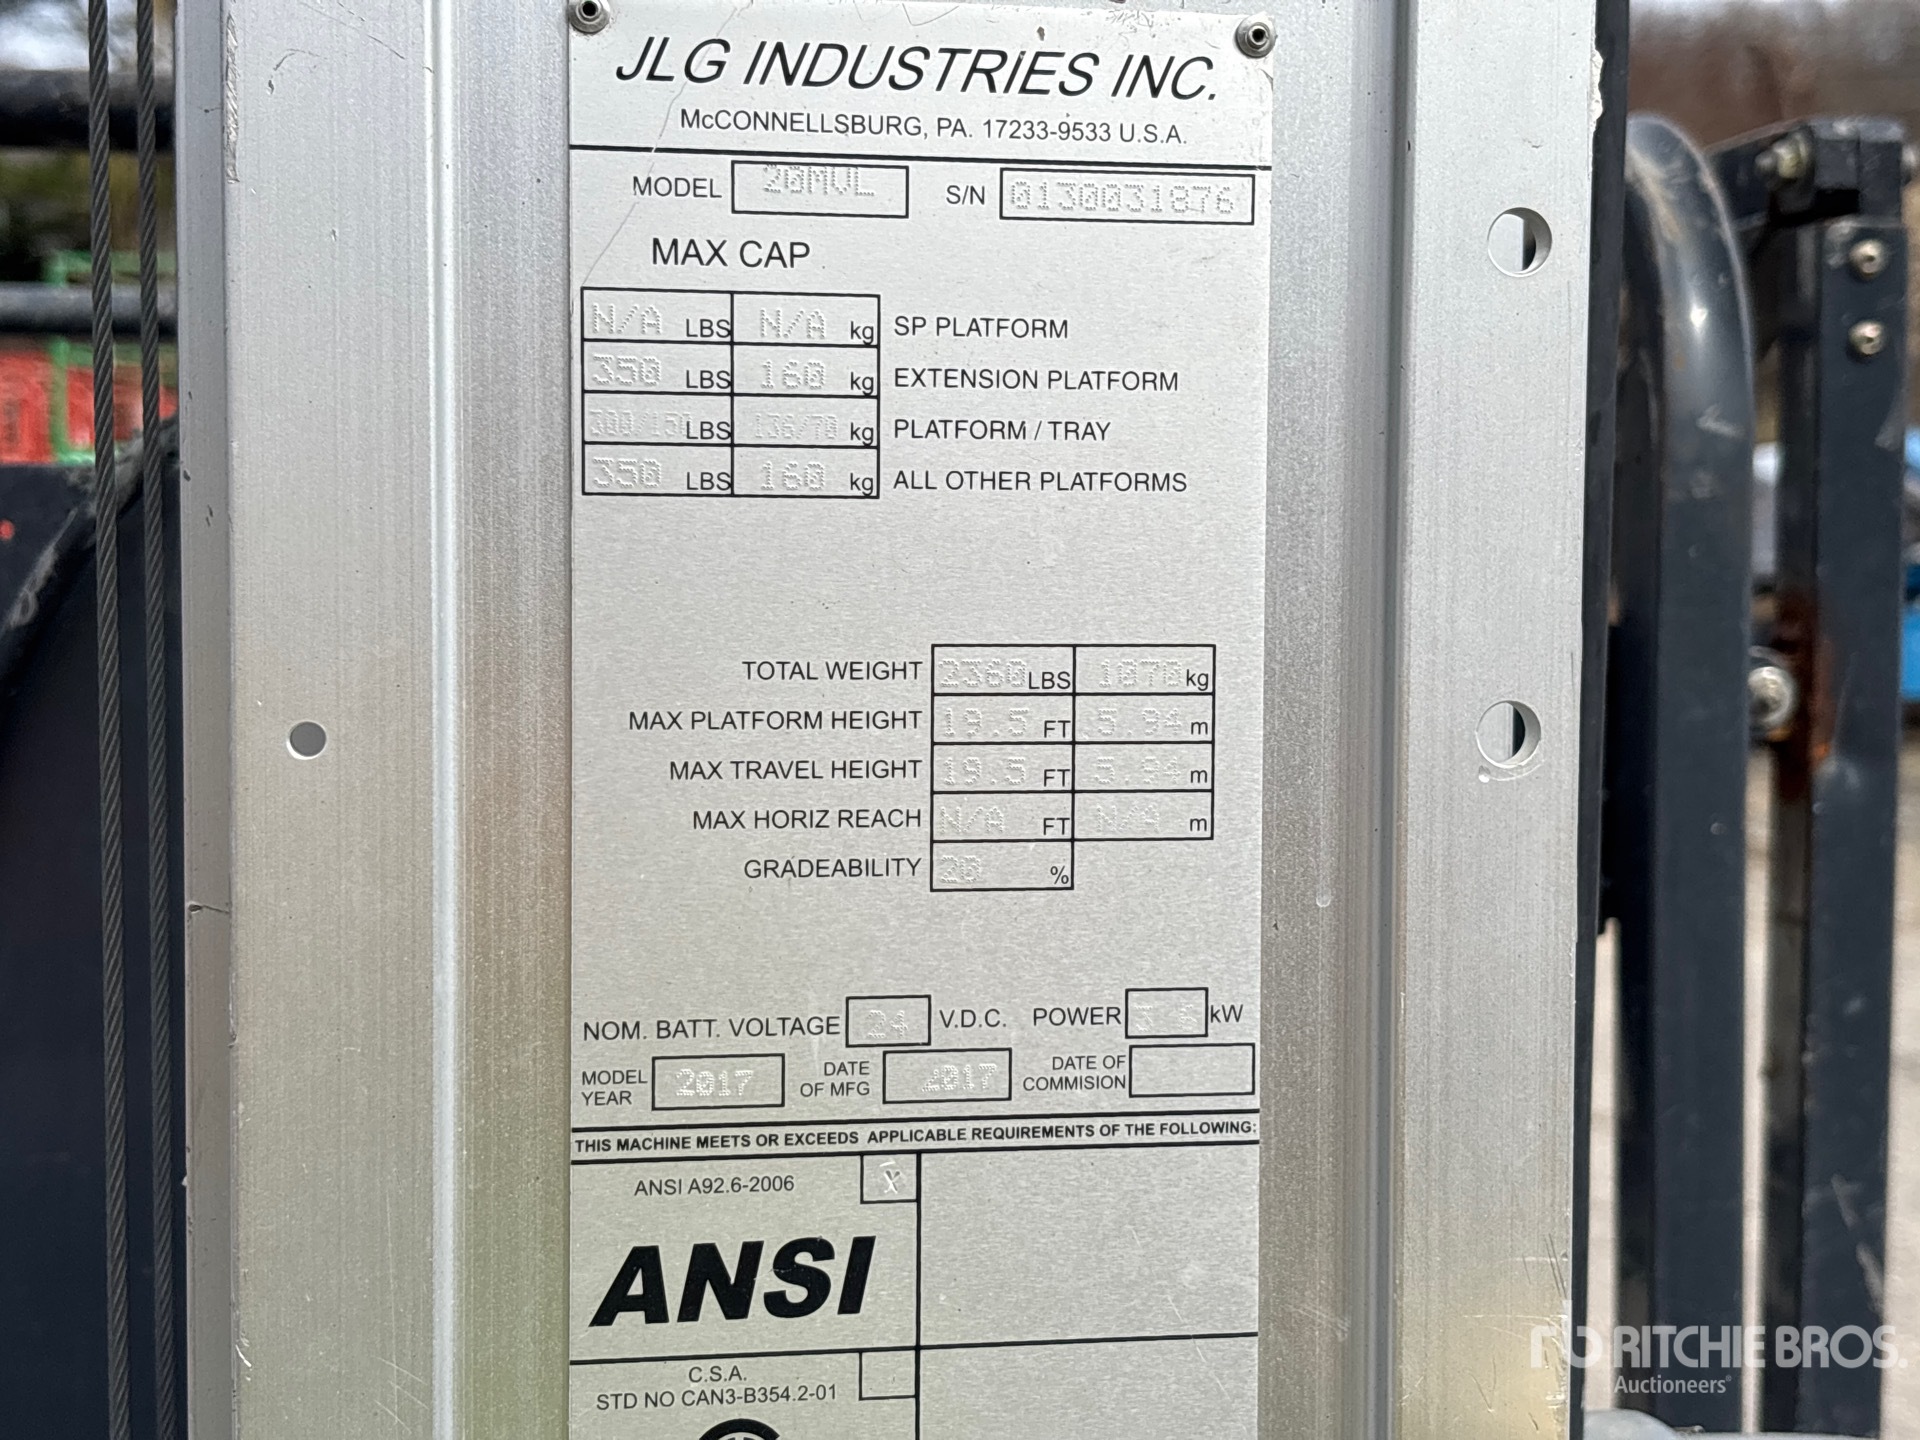 JLG INDUSTRIES INC.
McCONNELLSBURG, PA. 17233-9533 U.S.A.
MODEL 20MVL S/N 0130031876
MAX CAP
N/A LBS N/A kg SP PLATFORM
350 LBS 160 kg EXTENSION PLATFORM
300/150 LBS 136/70 kg PLATFORM / TRAY
350 LBS 160 kg ALL OTHER PLATFORMS
TOTAL WEIGHT 2360 LBS 1070 kg
MAX PLATFORM HEIGHT 19.5 FT 5.94 m
MAX TRAVEL HEIGHT 19.5 FT 5.94 m
MAX HORIZ REACH N/A FT N/A m
GRADEABILITY 20 %
NOM. BATT. VOLTAGE 24 V.D.C. POWER kW
MODEL YEAR 2017 DATE OF MFG 2017 DATE OF COMMISION
THIS MACHINE MEETS OR EXCEEDS APPLICABLE REQUIREMENTS OF THE FOLLOWING:
ANSI A92.6-2006 X
ANSI
C.S.A.
STD NO CAN3-B354.2-01
RITCHIE BROS.
Auctioneers